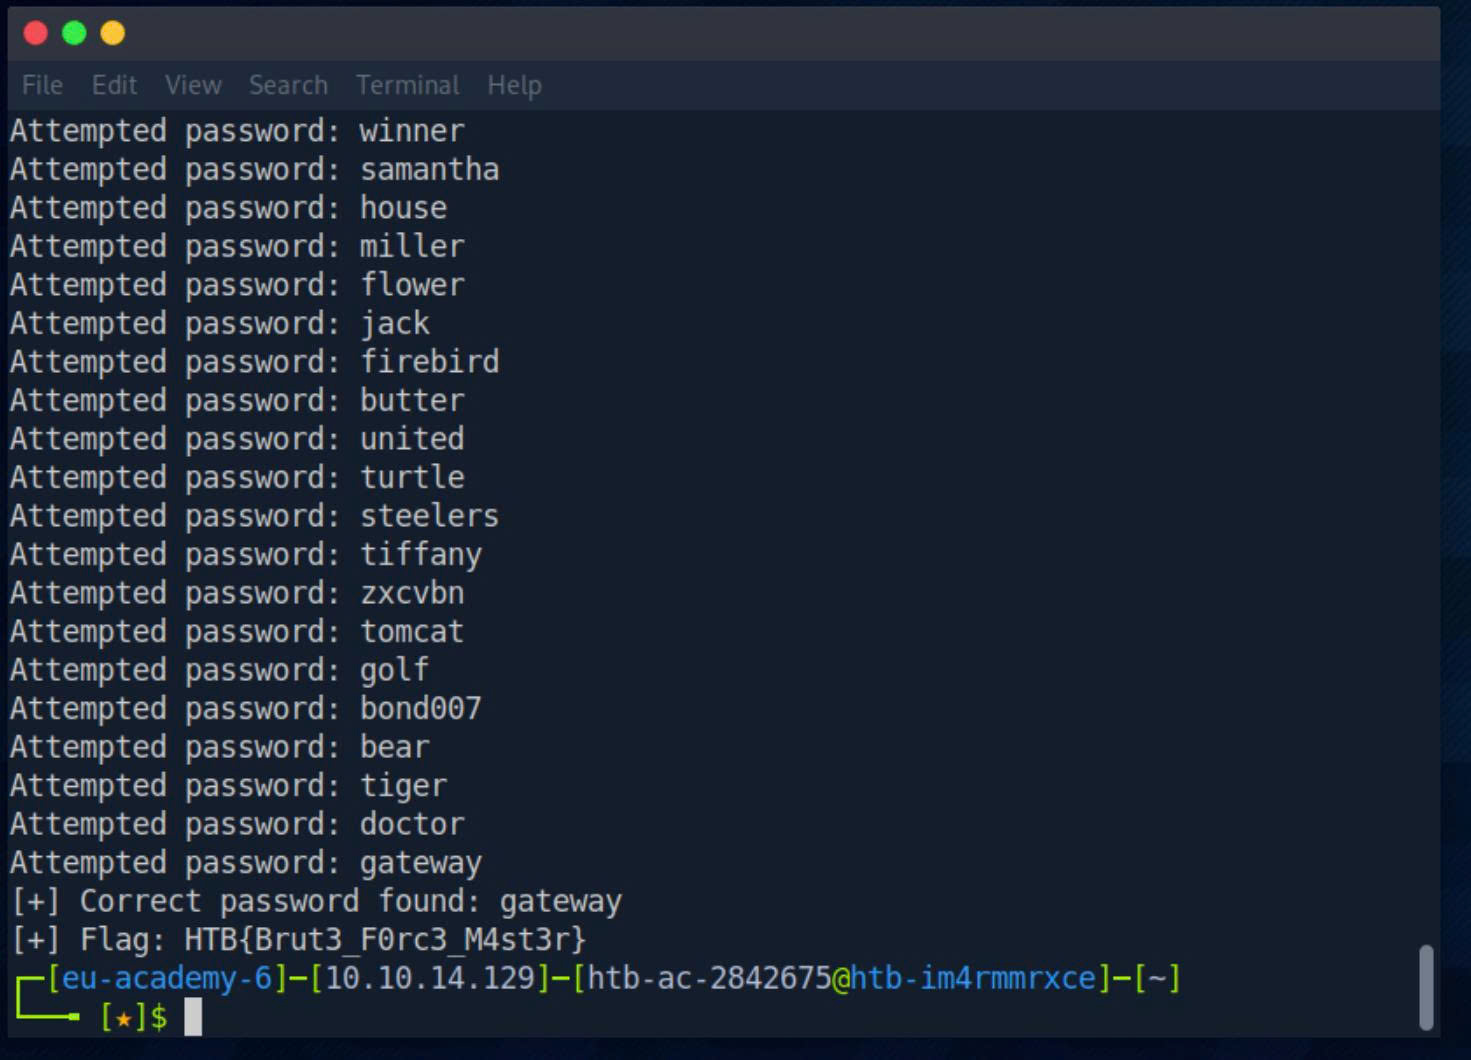 File Edit View Search Terminal Help
Attempted password: winner
Attempted password: samantha
Attempted password: house
Attempted password: miller
Attempted password: flower
Attempted password: jack
Attempted password: firebird
Attempted password: butter
Attempted password: united
Attempted password: turtle
Attempted password: steelers
Attempted password: tiffany
Attempted password: zxcvbn
Attempted password: tomcat
Attempted password: golf
Attempted password: bond007
Attempted password: bear
Attempted password: tiger
Attempted password: doctor
Attempted password: gateway
[+] Correct password found: gateway
[+] Flag: HTB{Brut3_F0rc3_M4st3r}
┌─[eu-academy-6]─[10.10.14.129]─[htb-ac-2842675@htb-im4rmmrxce]─[~]
└──╼ [★]$